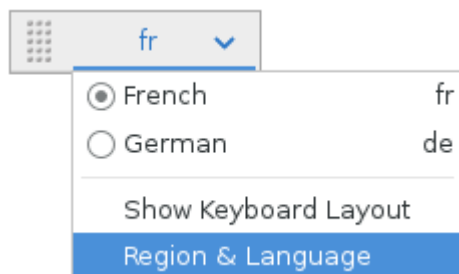 fr
French fr
German de
Show Keyboard Layout
Region & Language